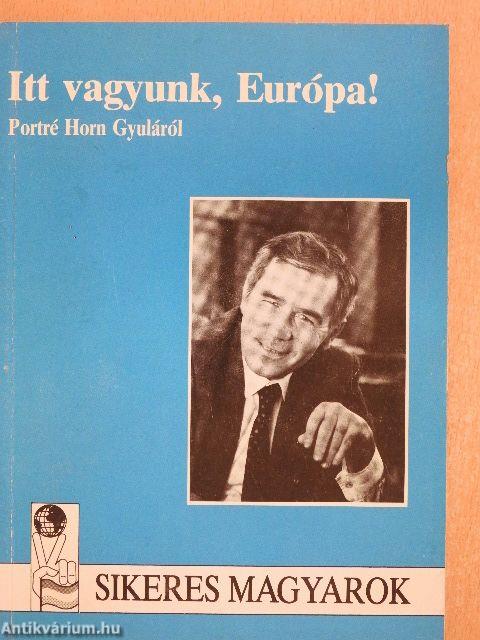 Itt vagyunk, Európa!
Portré Horn Gyuláról
SIKERES MAGYAROK
Antikvárium.hu